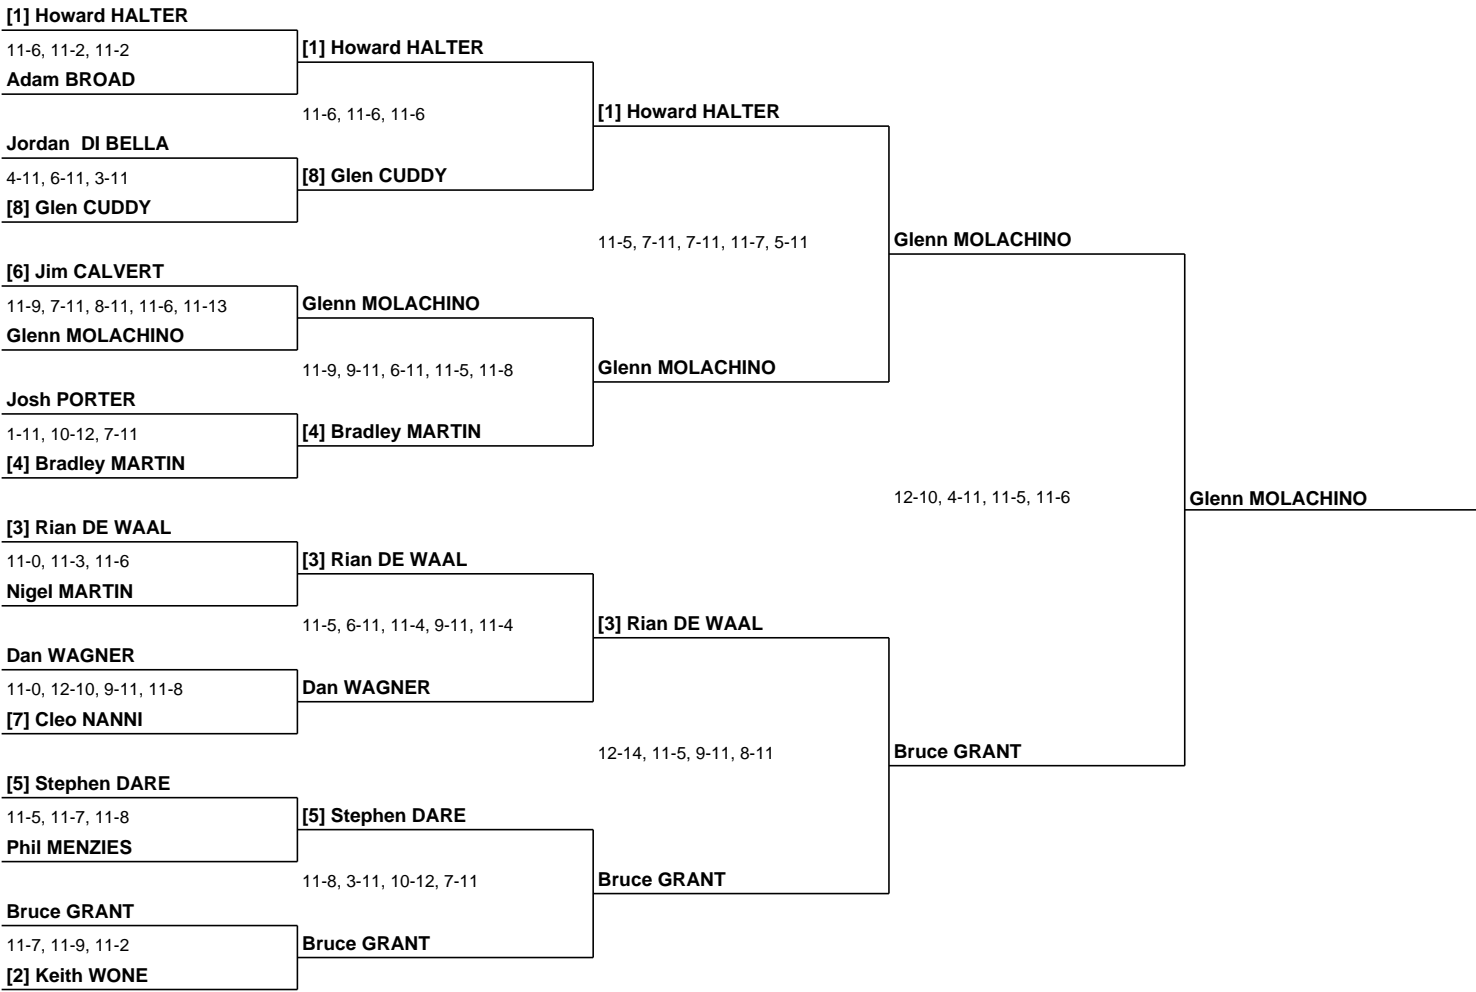 [1] Howard HALTER
11-6, 11-2, 11-2
Adam BROAD
Jordan  DI BELLA
4-11, 6-11, 3-11
[8] Glen CUDDY
[6] Jim CALVERT
11-9, 7-11, 8-11, 11-6, 11-13
Glenn MOLACHINO
Josh PORTER
1-11, 10-12, 7-11
[4] Bradley MARTIN
[3] Rian DE WAAL
11-0, 11-3, 11-6
Nigel MARTIN
Dan WAGNER
11-0, 12-10, 9-11, 11-8
[7] Cleo NANNI
[5] Stephen DARE
11-5, 11-7, 11-8
Phil MENZIES
Bruce GRANT
11-7, 11-9, 11-2
[2] Keith WONE
[1] Howard HALTER
11-6, 11-6, 11-6
[8] Glen CUDDY
Glenn MOLACHINO
11-9, 9-11, 6-11, 11-5, 11-8
[4] Bradley MARTIN
[3] Rian DE WAAL
11-5, 6-11, 11-4, 9-11, 11-4
Dan WAGNER
[5] Stephen DARE
11-8, 3-11, 10-12, 7-11
Bruce GRANT
[1] Howard HALTER
11-5, 7-11, 7-11, 11-7, 5-11
Glenn MOLACHINO
[3] Rian DE WAAL
12-14, 11-5, 9-11, 8-11
Bruce GRANT
Glenn MOLACHINO
12-10, 4-11, 11-5, 11-6
Bruce GRANT
Glenn MOLACHINO